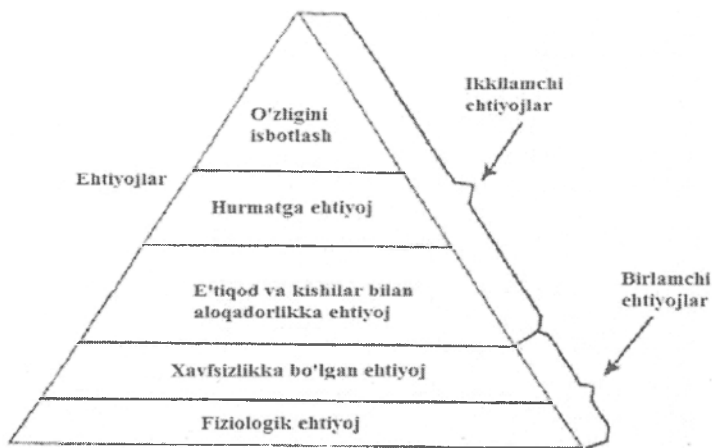 Ikkilamchi
ehtiyojlar
O'zligini
isbotlash
Ehtiyojlar
Hurmatga ehtiyoj
Birlamchi
ehtiyojlar
E'tiqod va kishilar bilan
aloqadorlikka ehtiyoj
Xavfsizlikka bo'lgan ehtiyoj
Fiziologik ehtiyoj